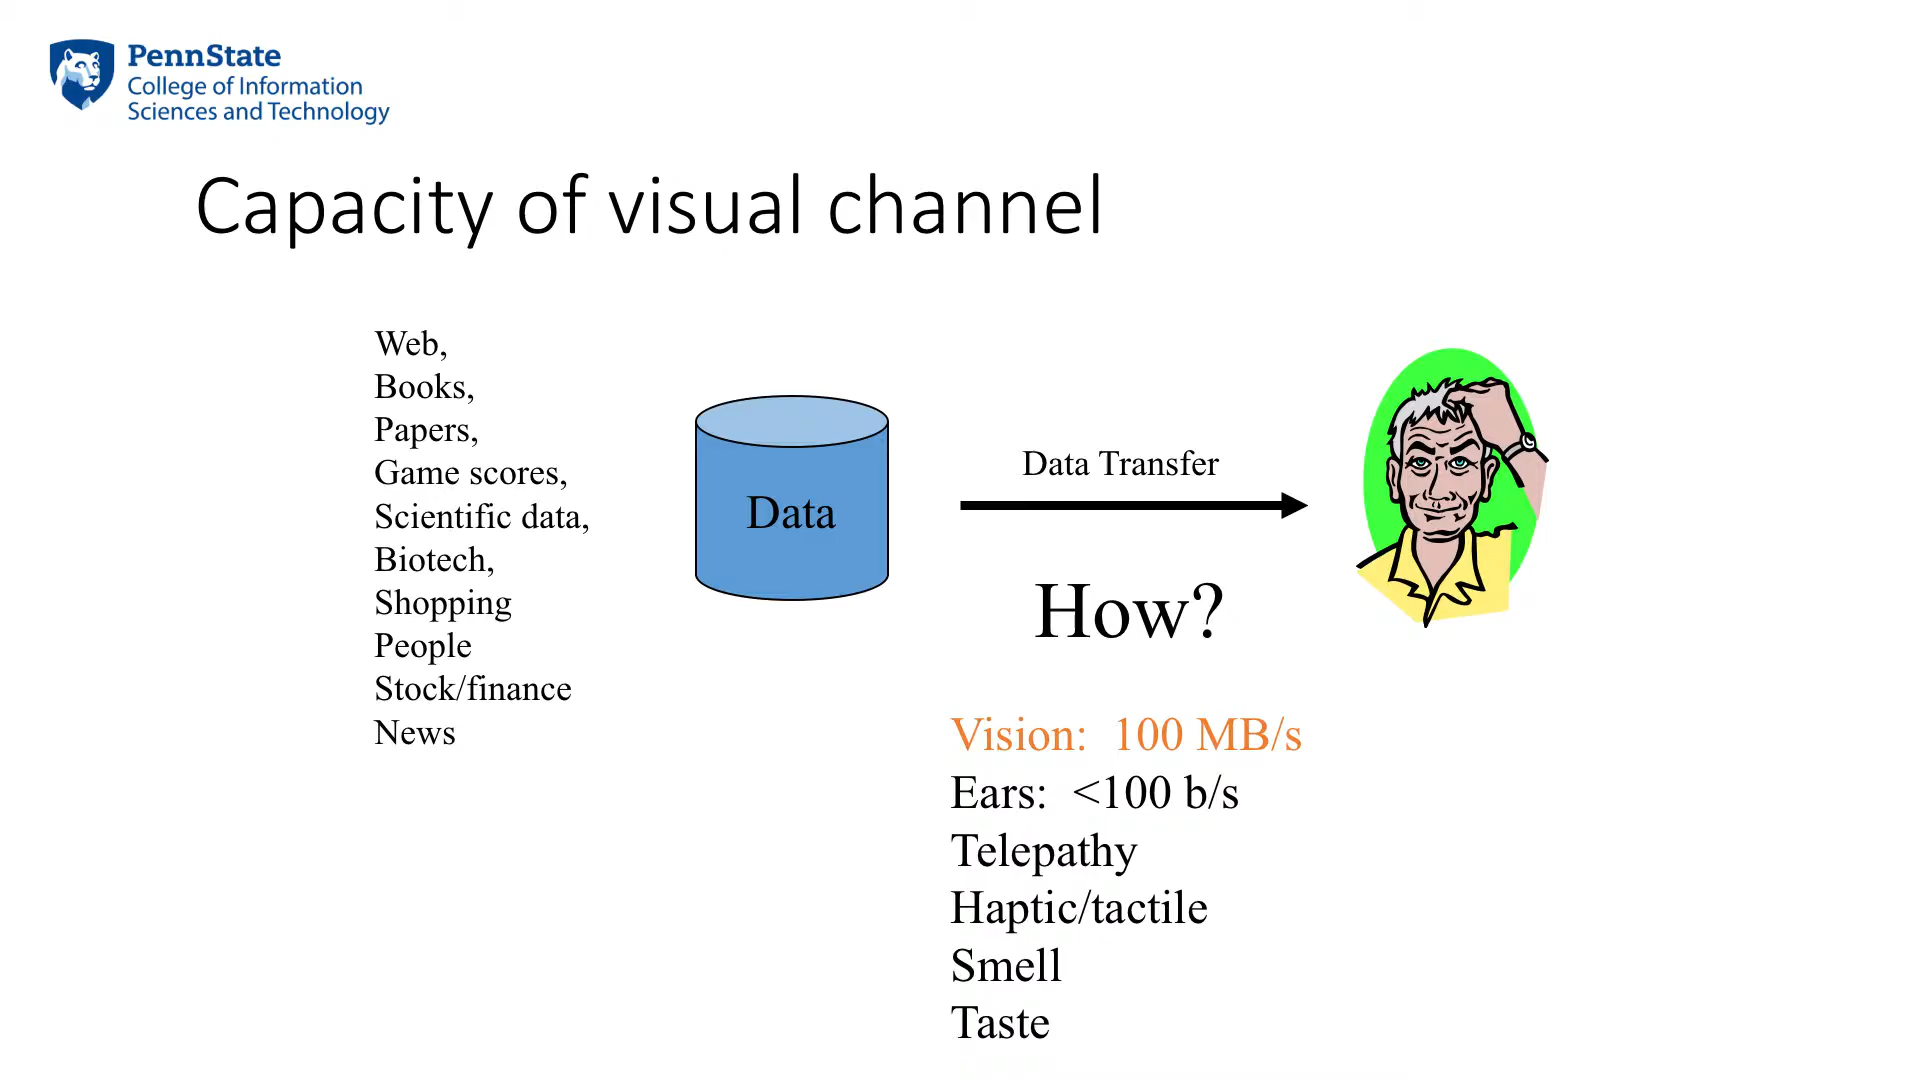 PennState
College of Information
Sciences and Technology
Capacity of visual channel
Web,
Books,
Papers,
Game scores,
Scientific data,
Biotech,
Shopping
People
Stock/finance
News
Data
Data Transfer
How?
Vision:  100 MB/s
Ears:  <100 b/s
Telepathy
Haptic/tactile
Smell
Taste